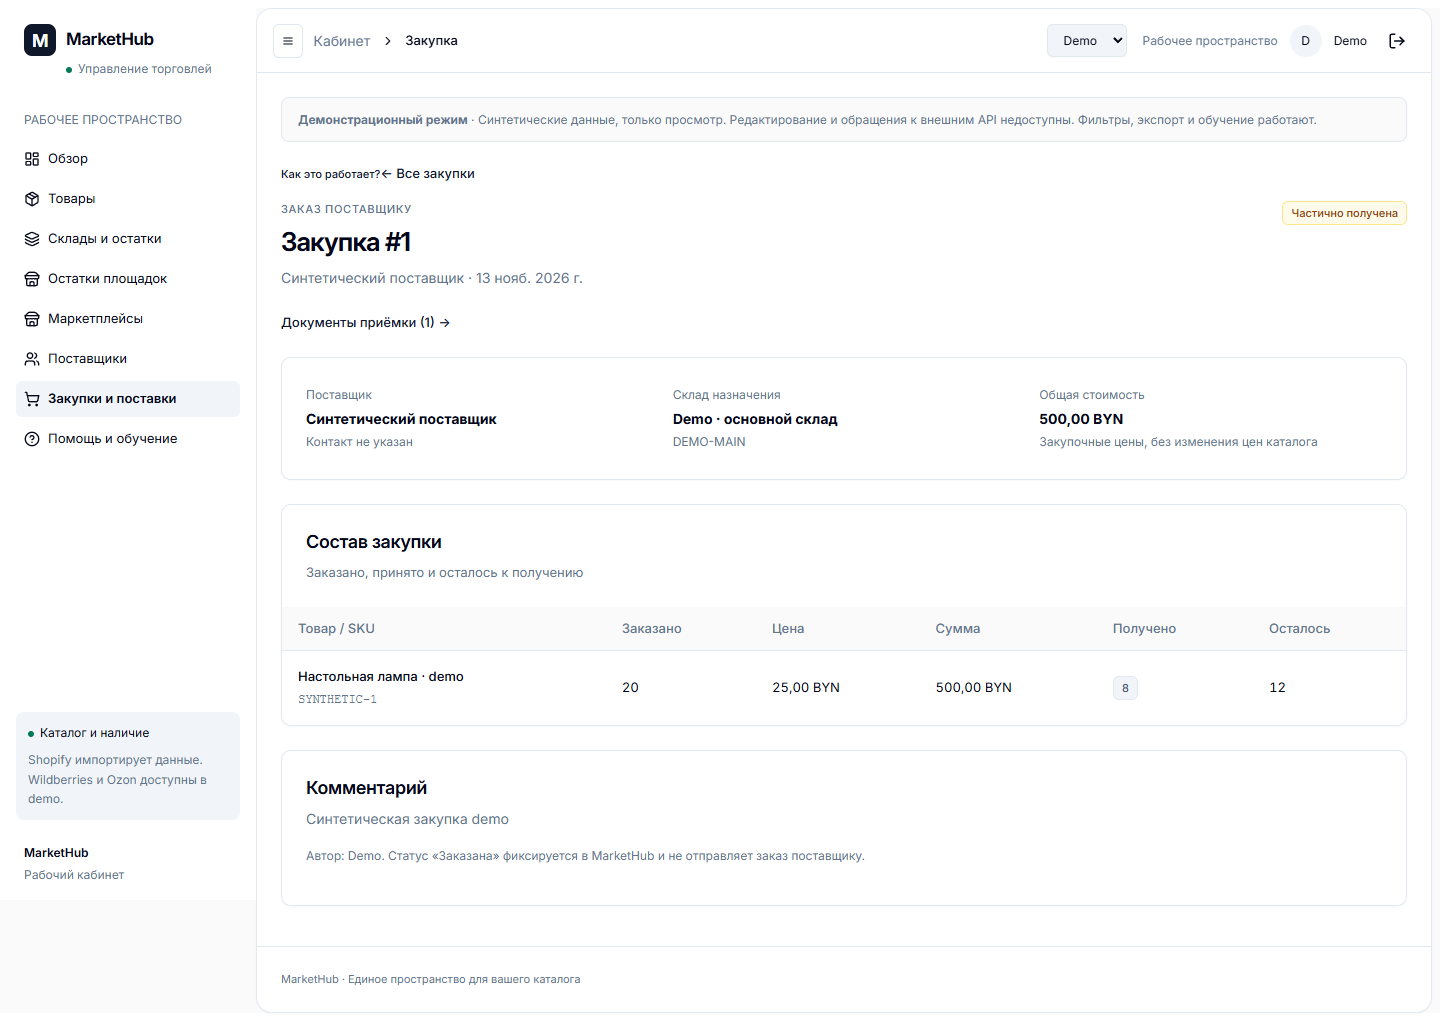 M MarketHub
Управление торговлей
РАБОЧЕЕ ПРОСТРАНСТВО
Обзор
Товары
Склады и остатки
Остатки площадок
Маркетплейсы
Поставщики
Закупки и поставки
Помощь и обучение
Каталог и наличие
Shopify импортирует данные.
Wildberries и Ozon доступны в
demo.
MarketHub
Рабочий кабинет
Кабинет > Закупка
Demo Рабочее пространство D Demo
Демонстрационный режим · Синтетические данные, только просмотр. Редактирование и обращения к внешним API недоступны. Фильтры, экспорт и обучение работают.
Как это работает?← Все закупки
ЗАКАЗ ПОСТАВЩИКУ
Частично получена
Закупка #1
Синтетический поставщик · 13 нояб. 2026 г.
Документы приёмки (1) →
Поставщик
Синтетический поставщик
Контакт не указан
Склад назначения
Demo · основной склад
DEMO-MAIN
Общая стоимость
500,00 BYN
Закупочные цены, без изменения цен каталога
Состав закупки
Заказано, принято и осталось к получению
Товар / SKU Заказано Цена Сумма Получено Осталось
Настольная лампа · demo
SYNTHETIC-1
20 25,00 BYN 500,00 BYN 8 12
Комментарий
Синтетическая закупка demo
Автор: Demo. Статус «Заказана» фиксируется в MarketHub и не отправляет заказ поставщику.
MarketHub · Единое пространство для вашего каталога